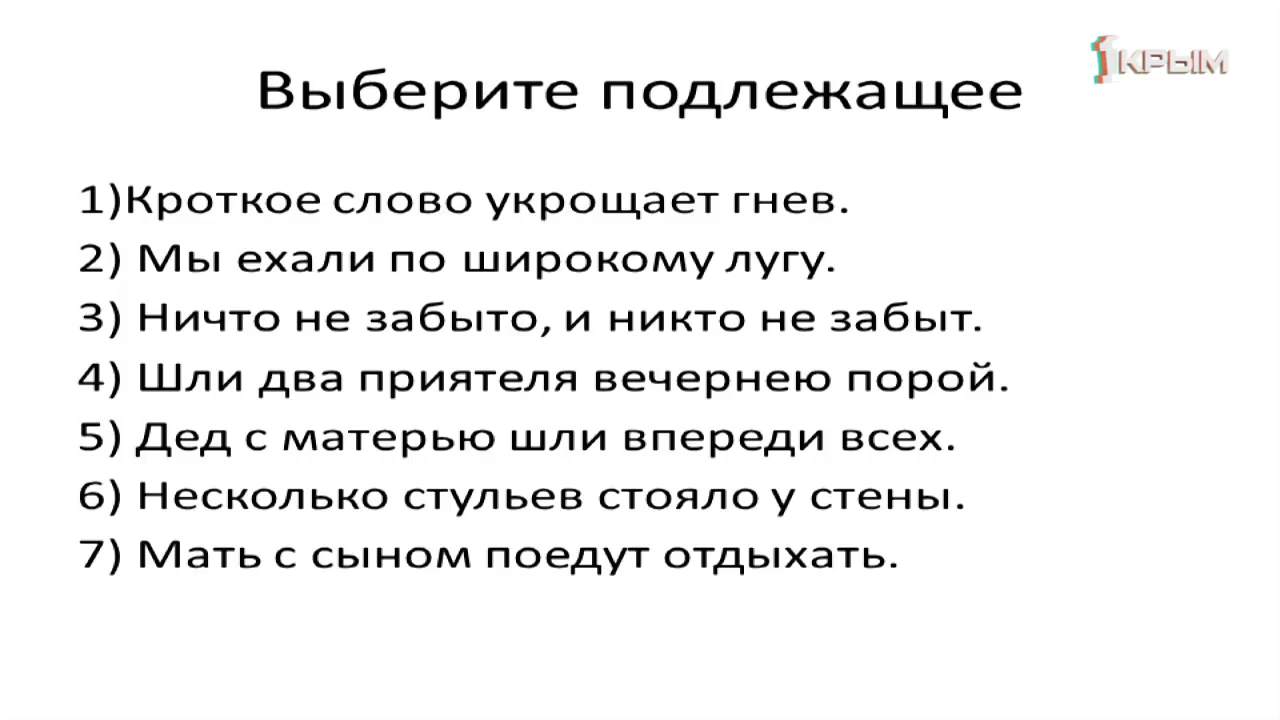 1КРЫМ
Выберите подлежащее
1)Кроткое слово укрощает гнев.
2) Мы ехали по широкому лугу.
3) Ничто не забыто, и никто не забыт.
4) Шли два приятеля вечернею порой.
5) Дед с матерью шли впереди всех.
6) Несколько стульев стояло у стены.
7) Мать с сыном поедут отдыхать.